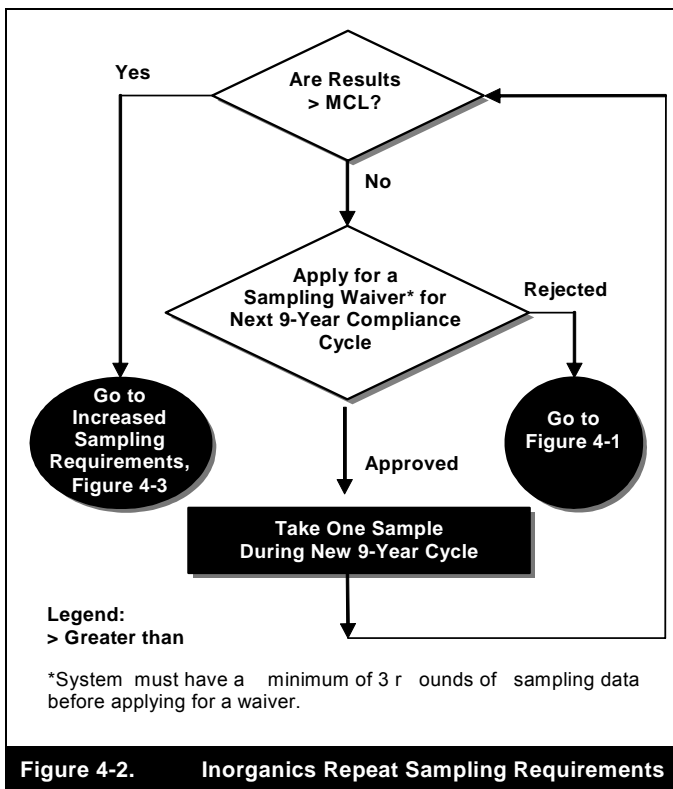 Yes
Are Results
> MCL?
No
Apply for a
Sampling Waiver* for
Next 9-Year Compliance
Cycle
Rejected
Go to
Increased
Sampling
Requirements,
Figure 4-3
Go to
Figure 4-1
Approved
Take One Sample
During New 9-Year Cycle
Legend:
> Greater than
*System must have a minimum of 3 r ounds of sampling data
before applying for a waiver.
Figure 4-2. Inorganics Repeat Sampling Requirements